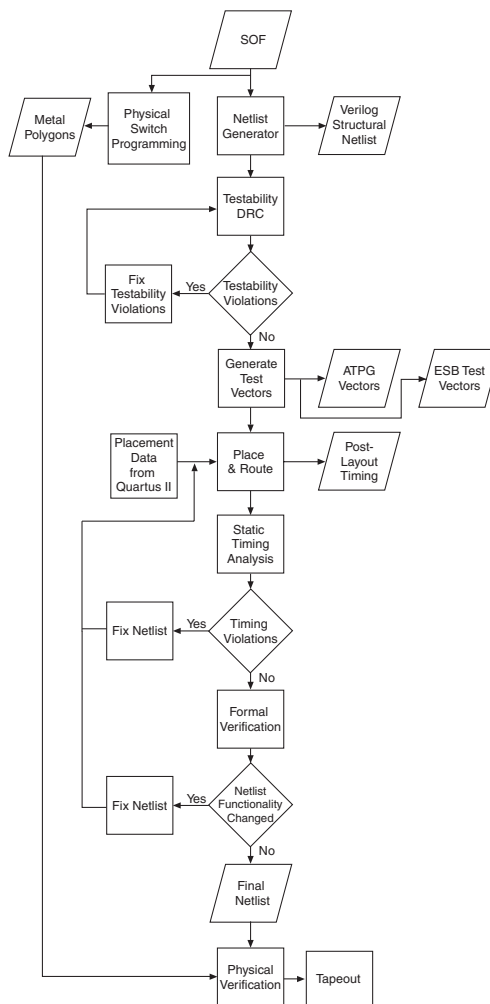 SOF
Metal
Polygons
Physical
Switch
Programming
Netlist
Generator
Verilog
Structural
Netlist
Testability
DRC
Fix
Testability
Violations
Yes
Testability
Violations
No
Generate
Test
Vectors
ATPG
Vectors
ESB Test
Vectors
Placement
Data
from
Quartus II
Place
& Route
Post-
Layout
Timing
Static
Timing
Analysis
Fix Netlist
Yes
Timing
Violations
No
Formal
Verification
Fix Netlist
Yes
Netlist
Functionality
Changed
No
Final
Netlist
Physical
Verification
Tapeout